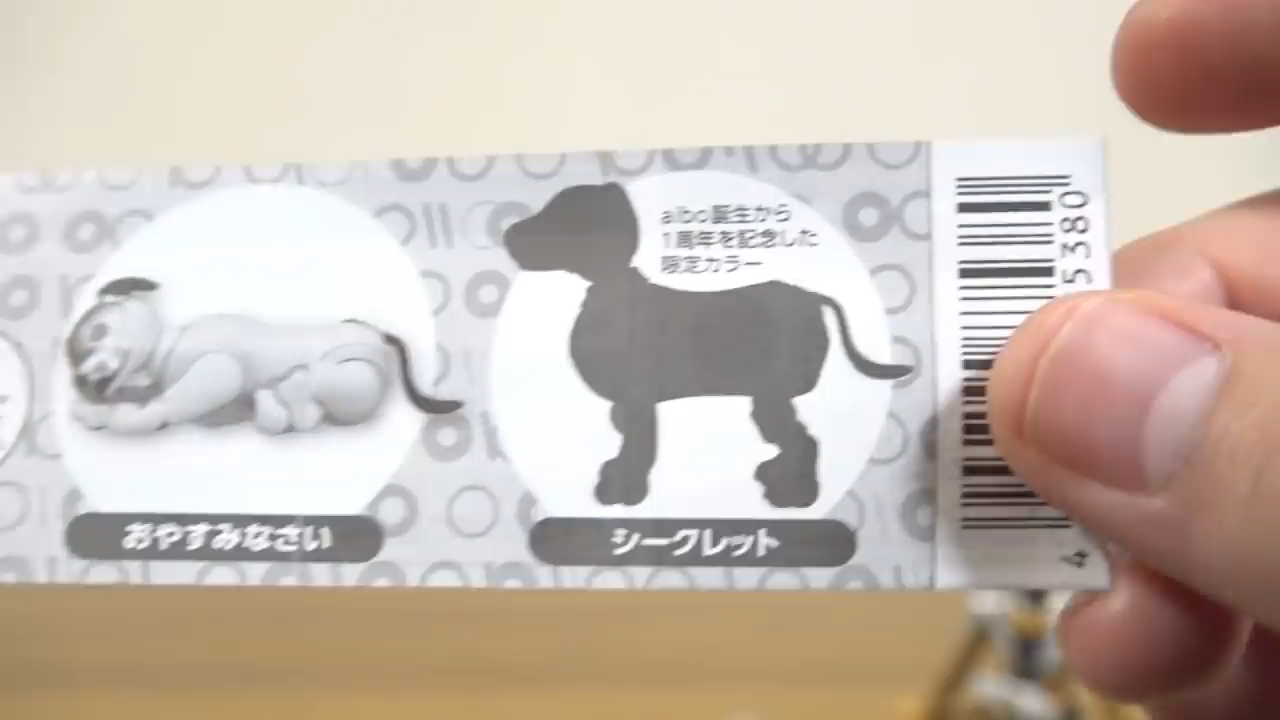 aibo誕生から
1周年を記念した
限定カラー
おやすみなさい
シークレット
5380
4